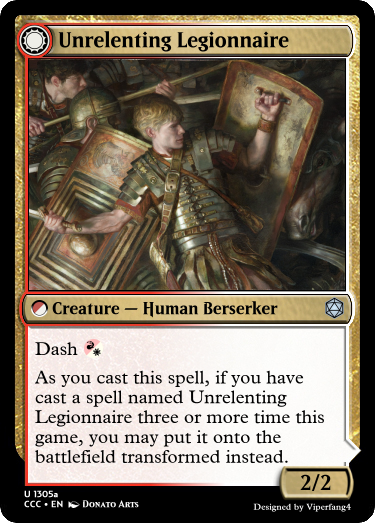 Unrelenting Legionnaire
Creature — Human Berserker
Dash
As you cast this spell, if you have
cast a spell named Unrelenting
Legionnaire three or more time this
game, you may put it onto the
battlefield transformed instead.
2/2
U 1305a
CCC • EN Donato Arts
Designed by Viperfang4